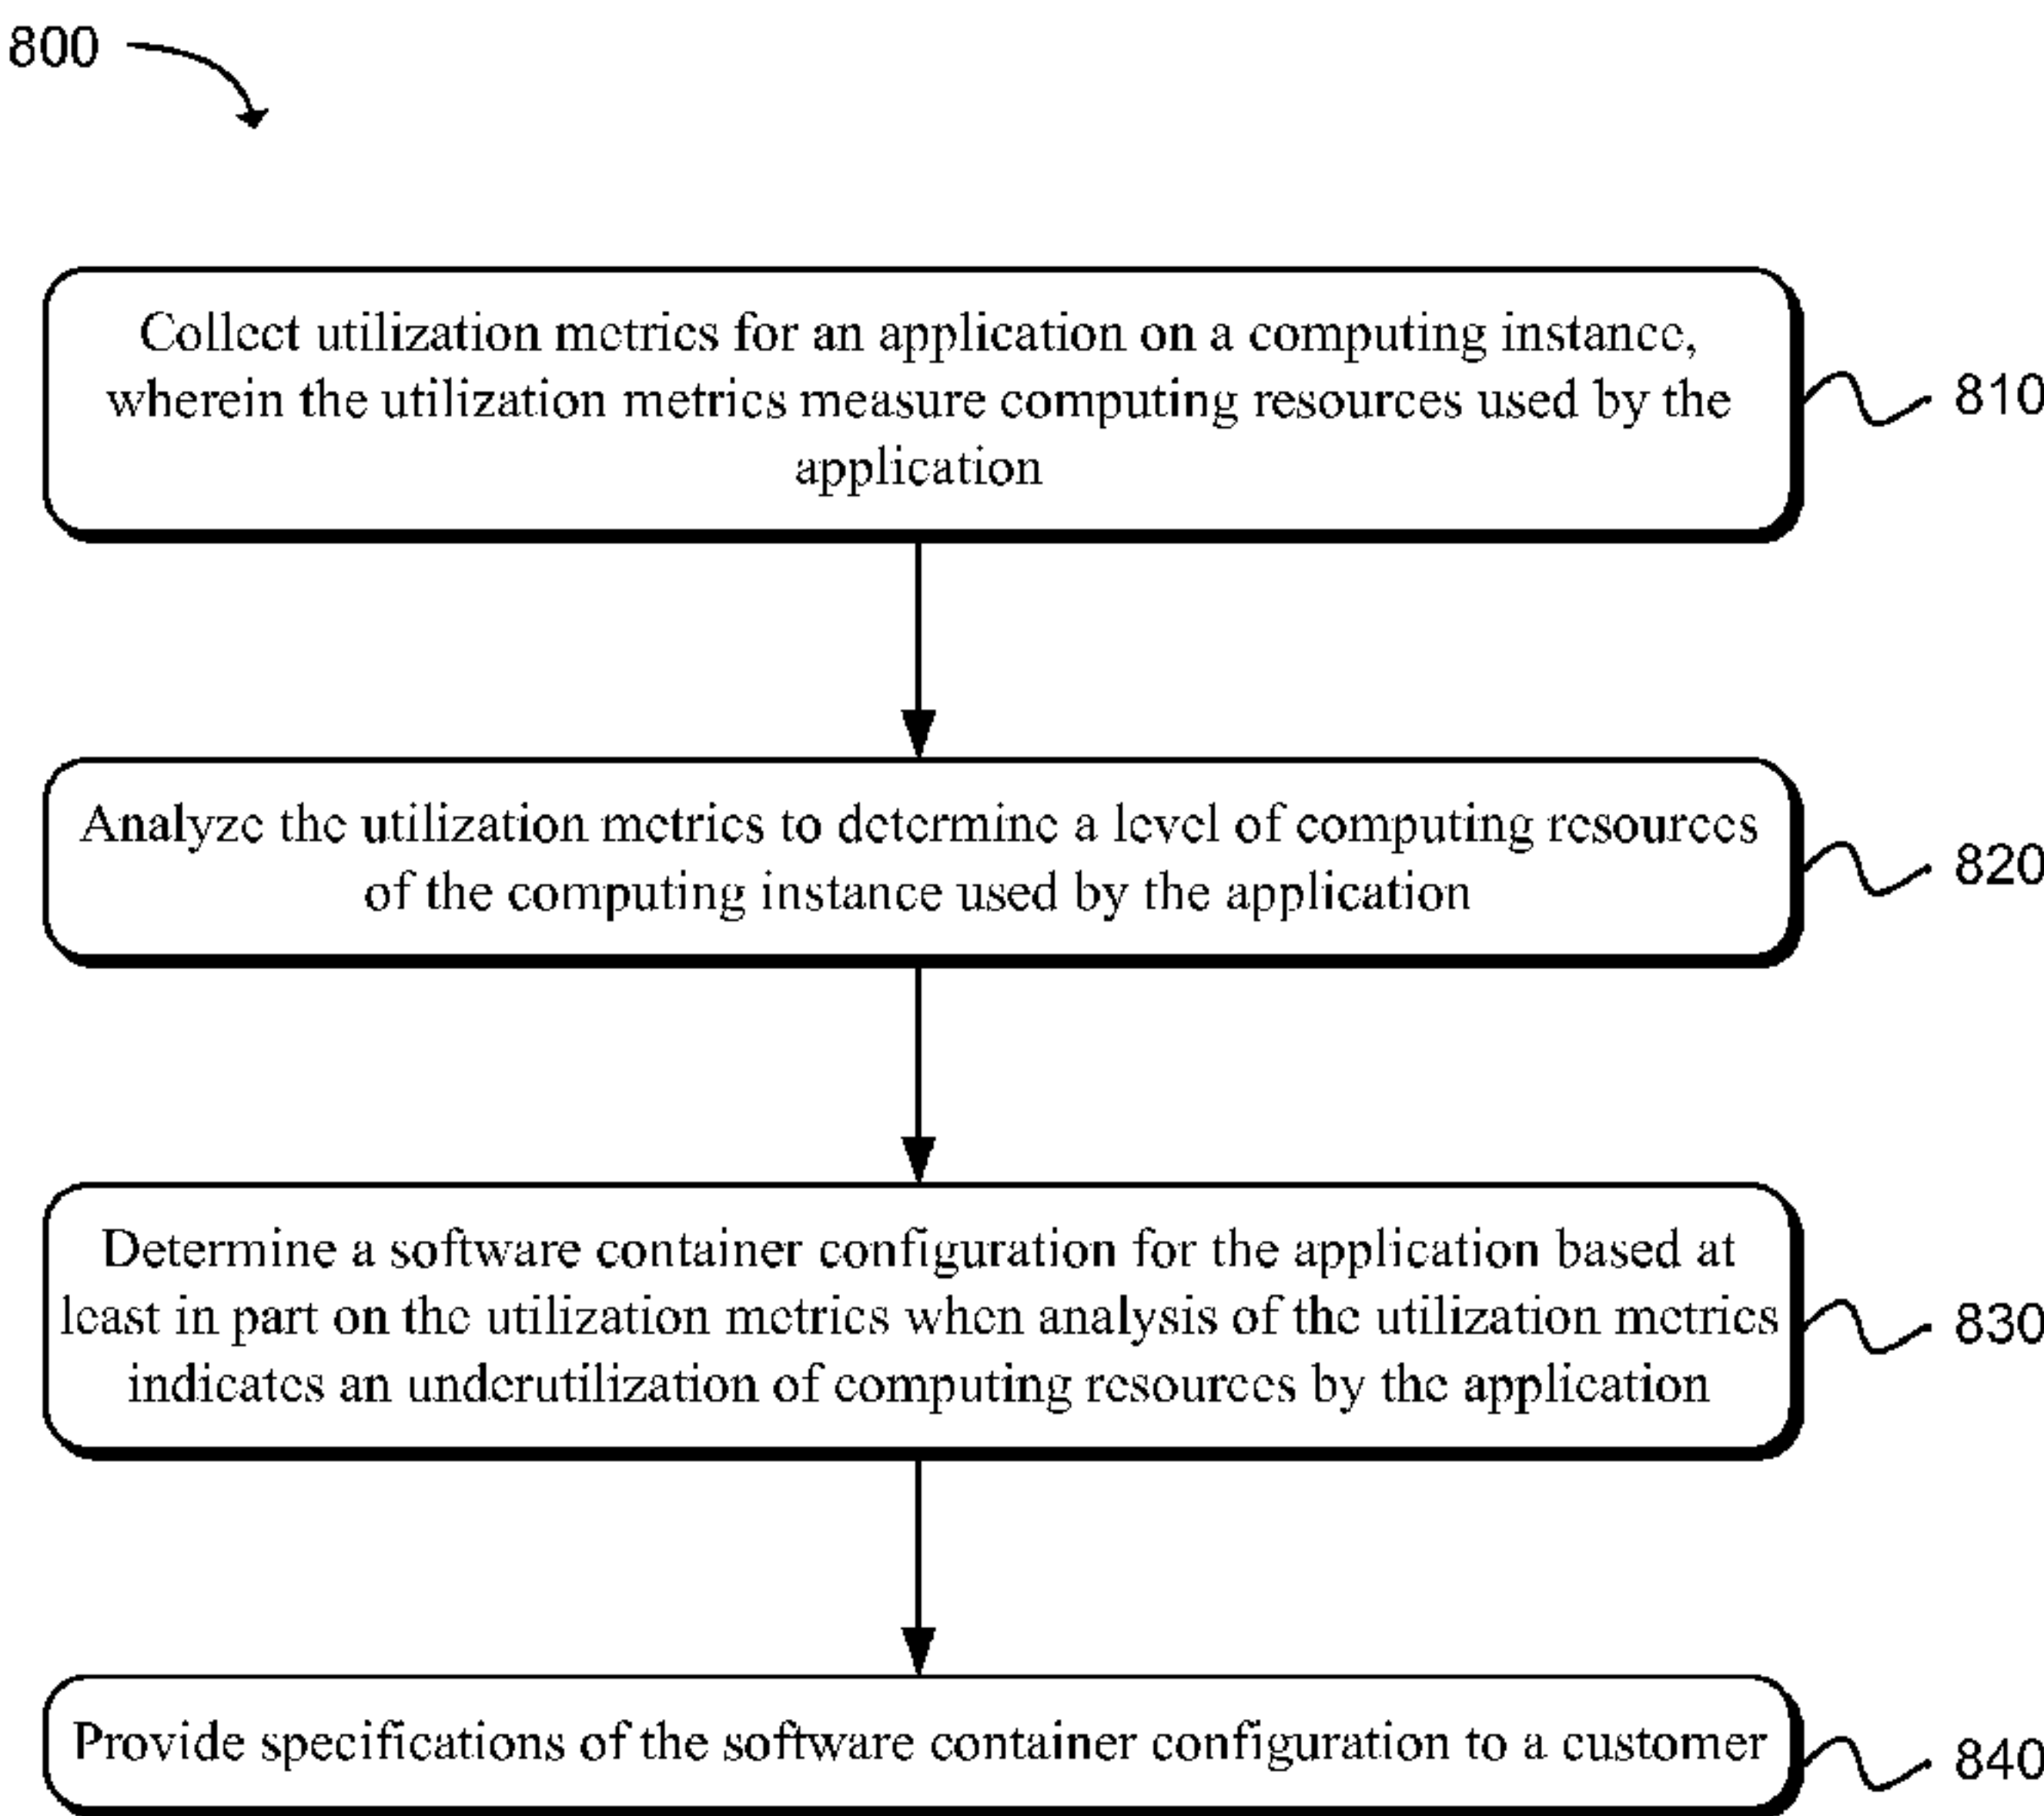 800
Collect utilization metrics for an application on a computing instance,
wherein the utilization metrics measure computing resources used by the
application
810
Analyze the utilization metrics to determine a level of computing resources
of the computing instance used by the application
820
Determine a software container configuration for the application based at
least in part on the utilization metrics when analysis of the utilization metrics
indicates an underutilization of computing resources by the application
830
Provide specifications of the software container configuration to a customer
840